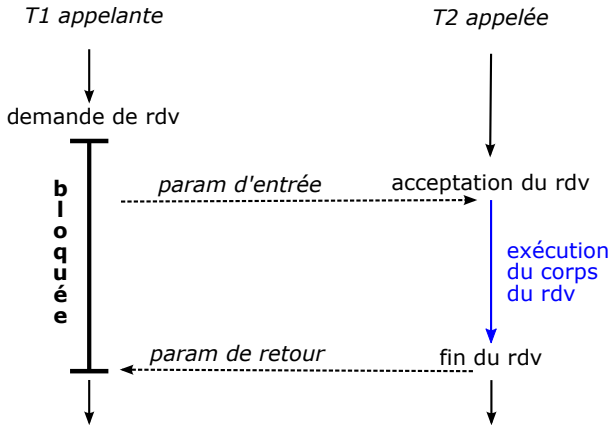 T1 appelante
T2 appelée
demande de rdv
bloquée
param d'entrée
acceptation du rdv
exécution
du corps
du rdv
param de retour
fin du rdv